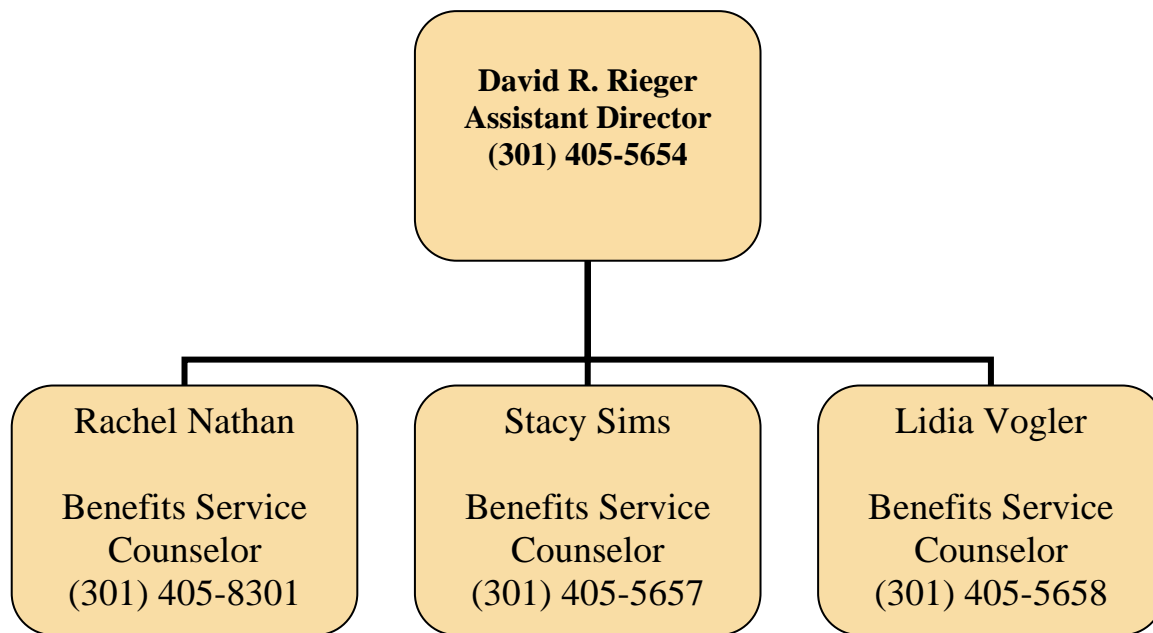 David R. Rieger
Assistant Director
(301) 405-5654
Rachel Nathan
Benefits Service
Counselor
(301) 405-8301
Stacy Sims
Benefits Service
Counselor
(301) 405-5657
Lidia Vogler
Benefits Service
Counselor
(301) 405-5658